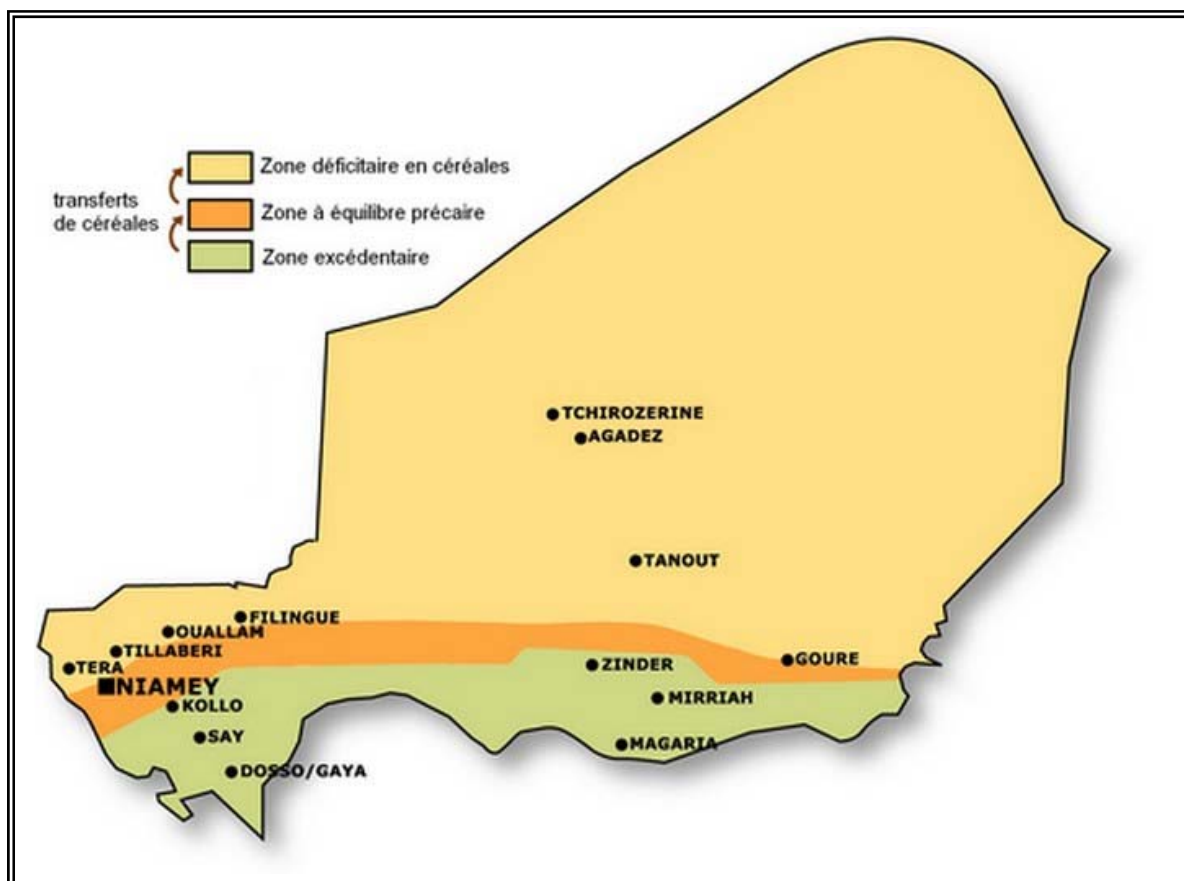 Zone déficitaire en céréales
transferts
de céréales
Zone à équilibre précaire
Zone excédentaire
TCHIROZERINE
AGADEZ
TANOUT
FILINGUE
OUALLAM
TILLABERI
TERA
GOURE
ZINDER
NIAMEY
KOLLO
MIRRIAH
SAY
MAGARIA
DOSSO/GAYA